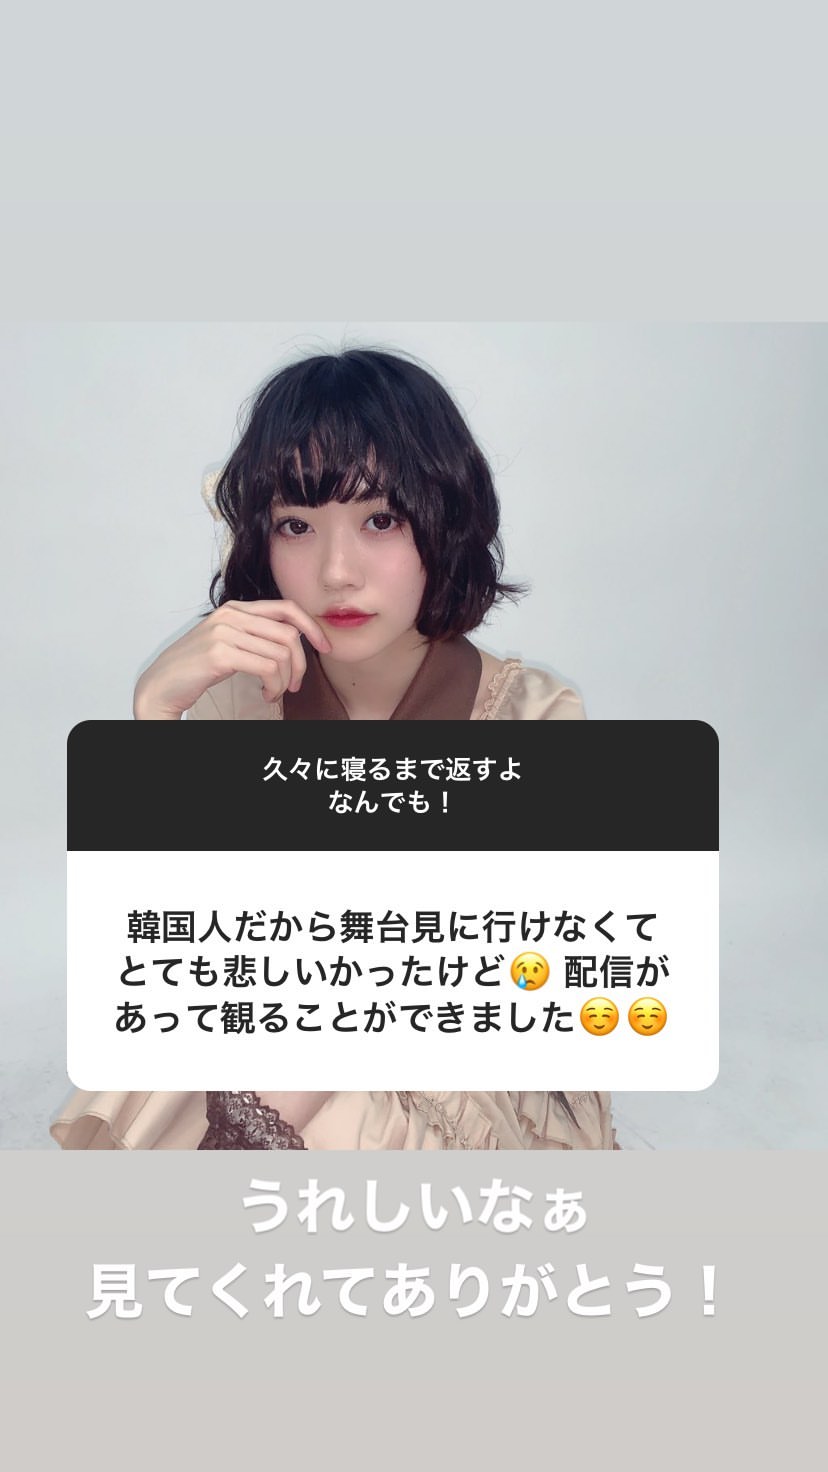 久々に寝るまで返すよ
なんでも！
韓国人だから舞台見に行けなくて
とても悲しいかったけど😢 配信が
あって観ることができました☺️☺️
うれしいなぁ
見てくれてありがとう！